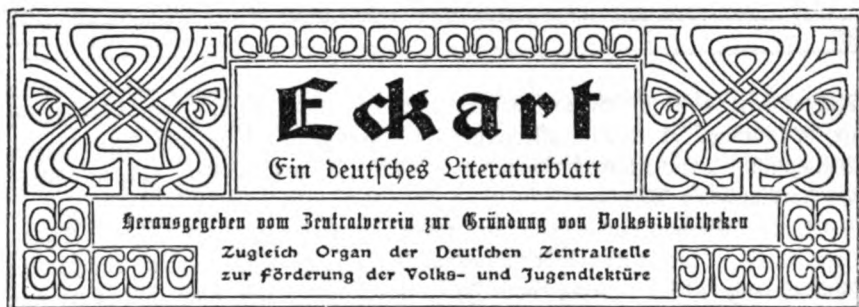 Eckart
Ein deutſches Literaturblatt
Herausgegeben vom Zentralverein zur Gründung von Volksbibliotheken
Zugleich Organ der Deutſchen Zentralſtelle
zur Förderung der Volks- und Jugendlektüre